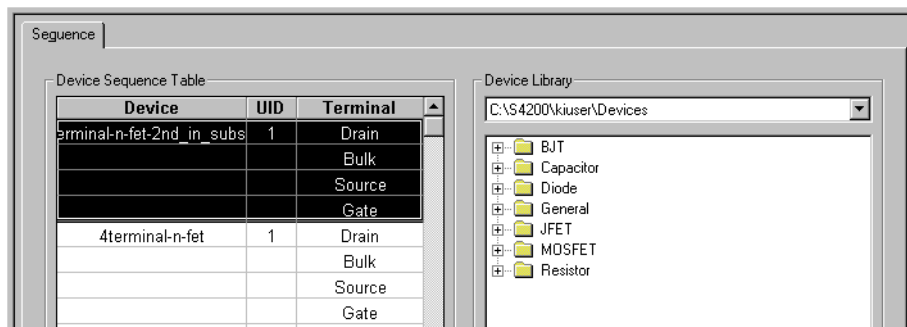 Sequence
Device Sequence Table
Device UID Terminal
erminal-n-fet-2nd_in_subs 1 Drain
Bulk
Source
Gate
4terminal-n-fet 1 Drain
Bulk
Source
Gate
Device Library
C:\S4200\kiuser\Devices
BJT
Capacitor
Diode
General
JFET
MOSFET
Resistor